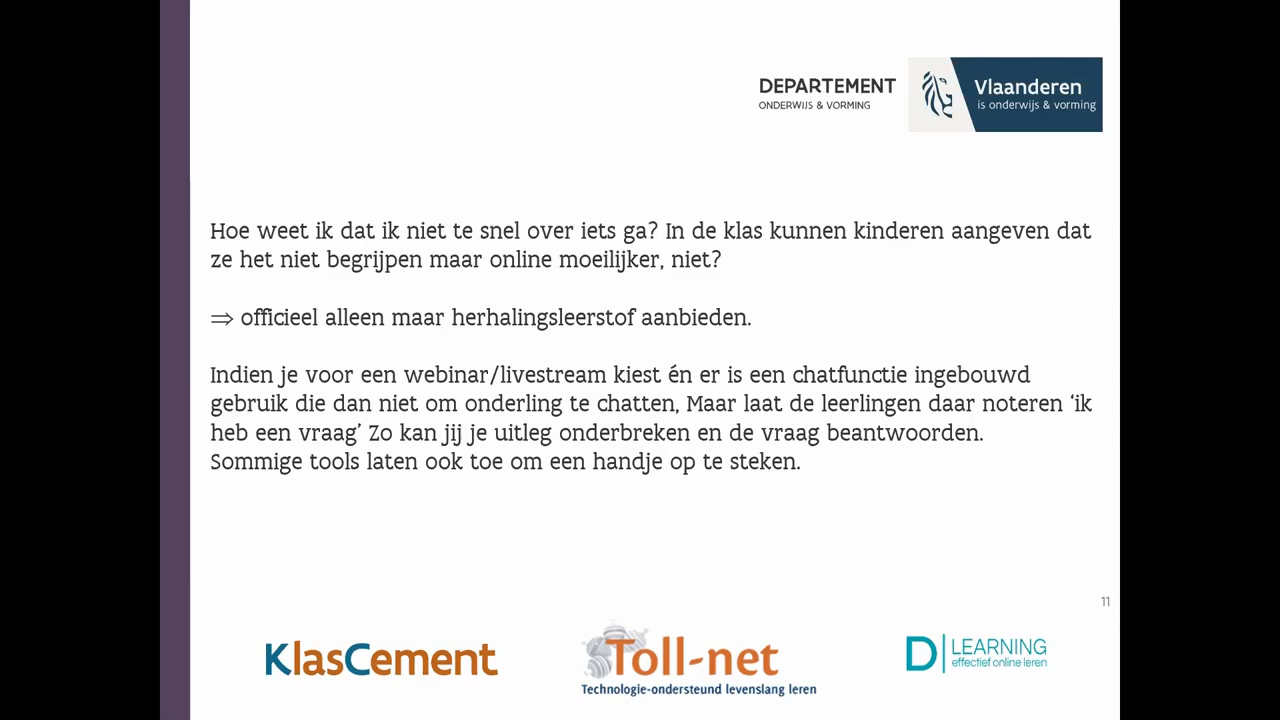 DEPARTEMENT
ONDERWIJS & VORMING
Vlaanderen
is onderwijs & vorming
Hoe weet ik dat ik niet te snel over iets ga? In de klas kunnen kinderen aangeven dat
ze het niet begrijpen maar online moeilijker, niet?
⇒ officieel alleen maar herhalingsleerstof aanbieden.
Indien je voor een webinar/livestream kiest én er is een chatfunctie ingebouwd
gebruik die dan niet om onderling te chatten, Maar laat de leerlingen daar noteren ‘ik
heb een vraag’ Zo kan jij je uitleg onderbreken en de vraag beantwoorden.
Sommige tools laten ook toe om een handje op te steken.
11
KlasCement
Toll-net
Technologie-ondersteund levenslang leren
D LEARNING
effectief online leren